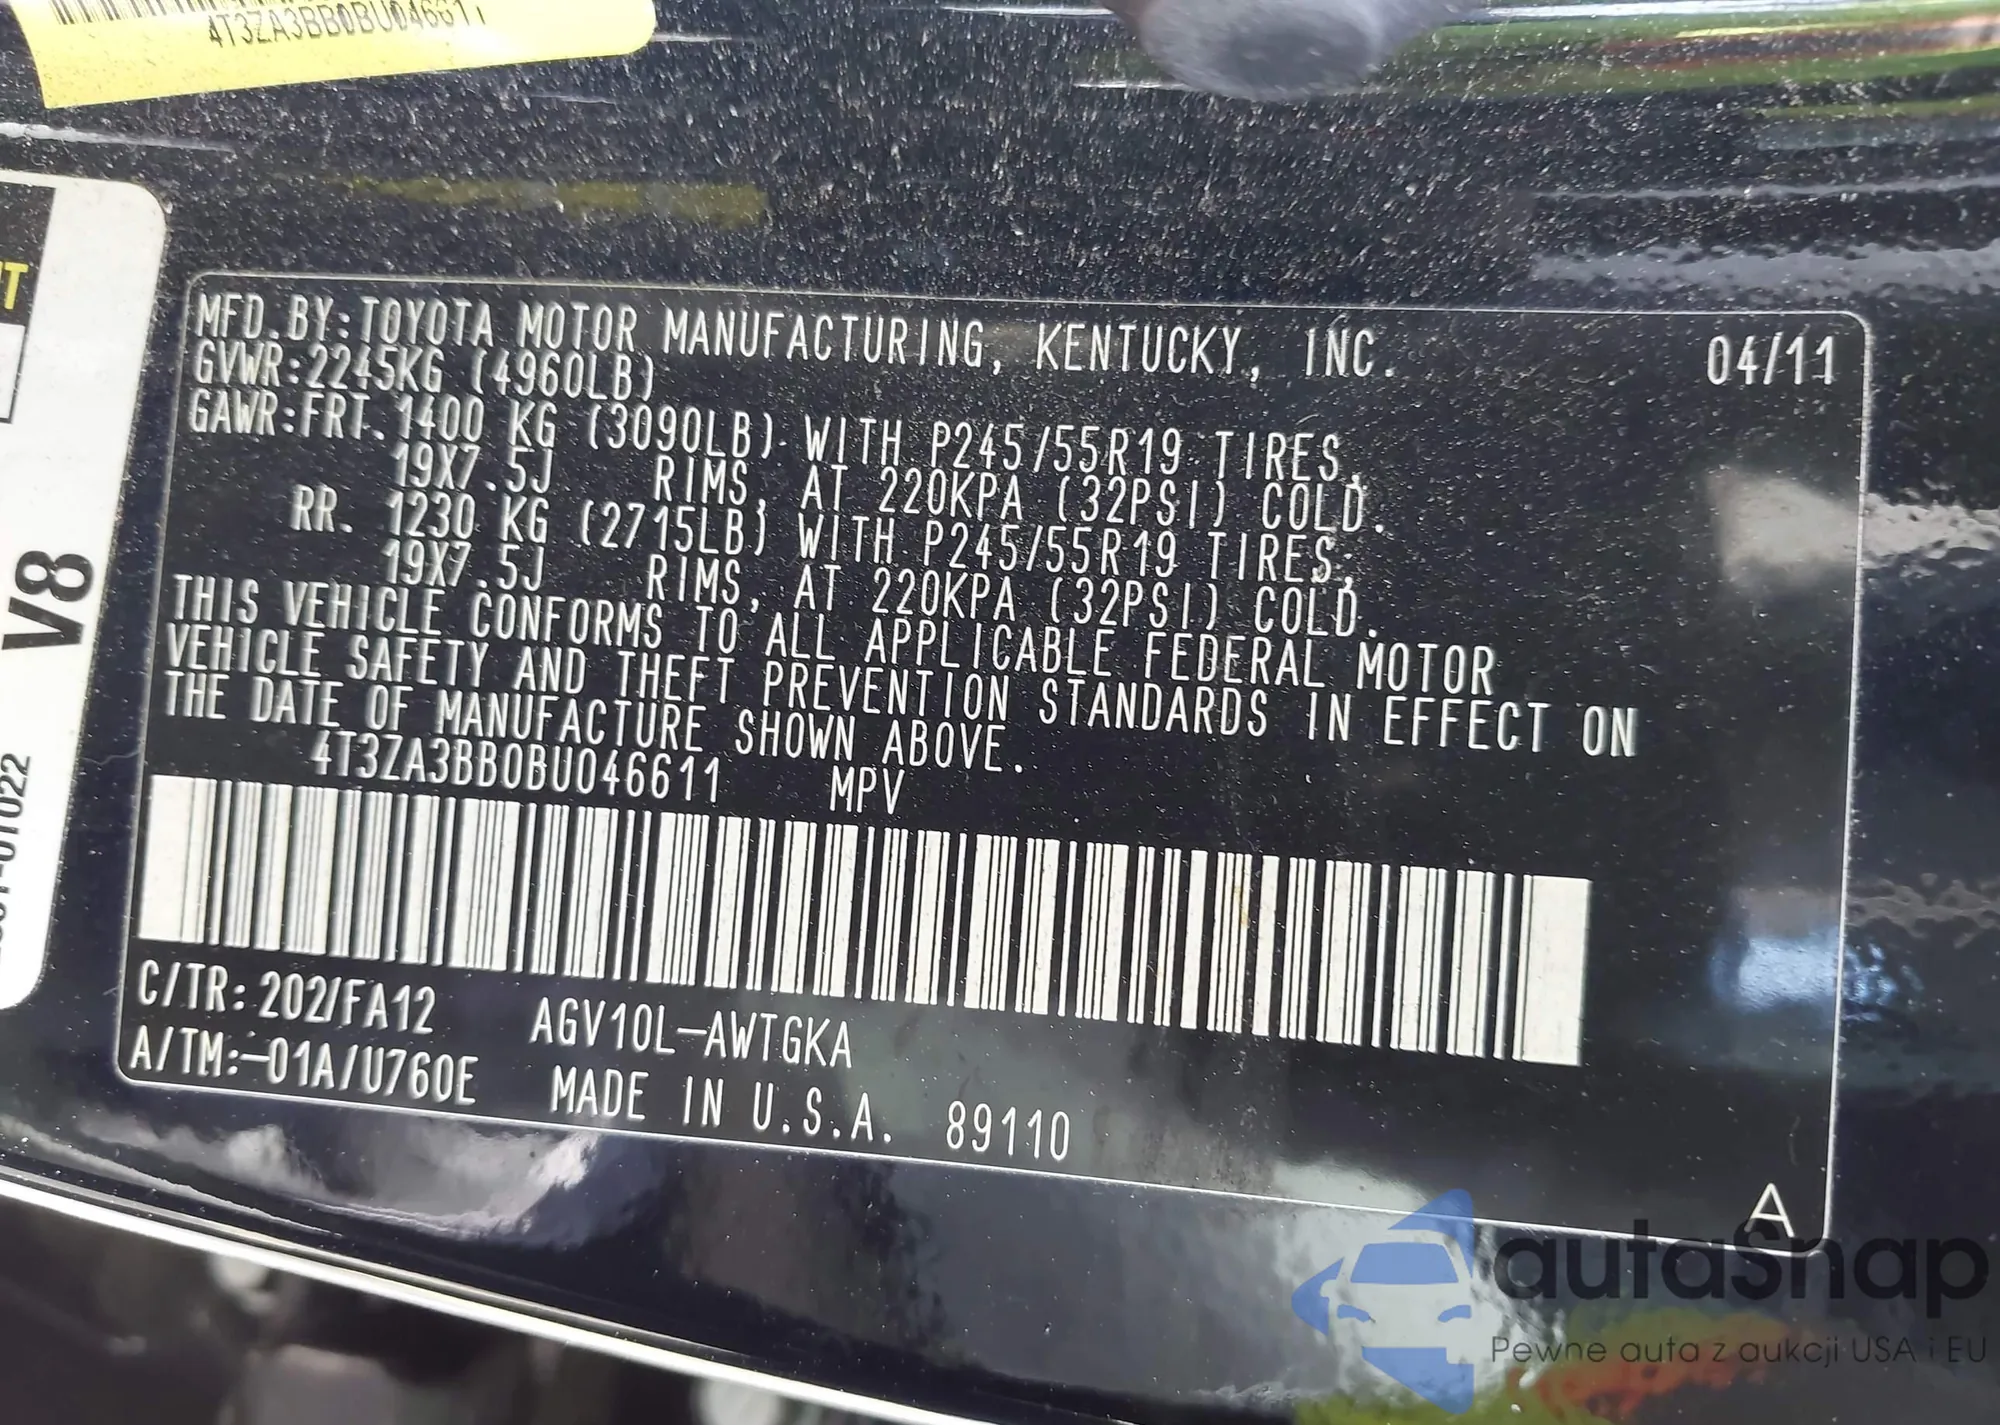 4T3ZA3BB0BU046611
MFD.BY:TOYOTA MOTOR MANUFACTURING, KENTUCKY, INC. 04/11
GVWR:2245KG (4960LB)
GAWR:FRT.1400 KG (3090LB) WITH P245/55R19 TIRES,
19X7.5J RIMS, AT 220KPA (32PSI) COLD.
RR. 1230 KG (2715LB) WITH P245/55R19 TIRES,
19X7.5J RIMS, AT 220KPA (32PSI) COLD.
THIS VEHICLE CONFORMS TO ALL APPLICABLE FEDERAL MOTOR
VEHICLE SAFETY AND THEFT PREVENTION STANDARDS IN EFFECT ON
THE DATE OF MANUFACTURE SHOWN ABOVE.
4T3ZA3BB0BU046611 MPV
C/TR:202/FA12 AGV10L-AWTGKA
A/TM:-01A/U760E MADE IN U.S.A. 89110
A
V8
autaSnap
Pewne auta z aukcji USA i EU